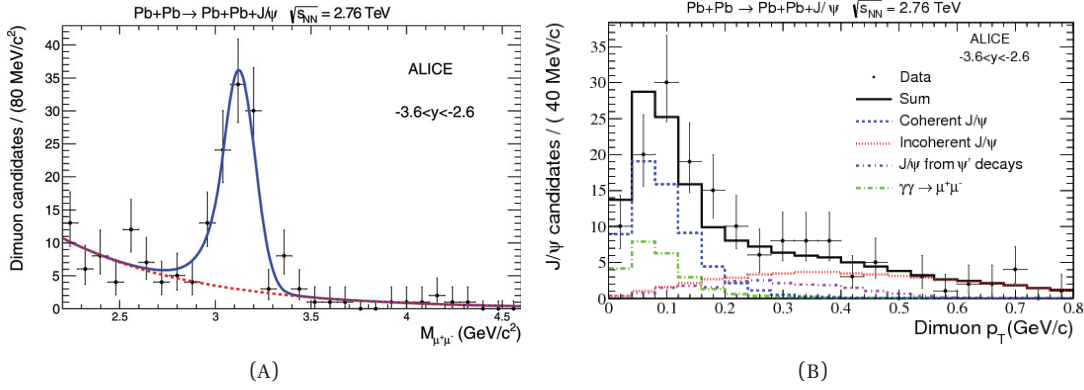 Pb+Pb → Pb+Pb+J/ψ √sNN = 2.76 TeV
Dimuon candidates / (80 MeV/c²)
40
35
30
25
20
15
10
5
0
ALICE
-3.6<y<-2.6
2.5 3 3.5 4 4.5
Mμ+μ- (GeV/c²)
(A)
Pb+Pb → Pb+Pb+J/ψ √sNN = 2.76 TeV
J/ψ candidates / ( 40 MeV/c)
35
30
25
20
15
10
5
0
ALICE
-3.6<y<-2.6
Data
Sum
Coherent J/ψ
Incoherent J/ψ
J/ψ from ψ' decays
γγ → μ+μ-
0 0.1 0.2 0.3 0.4 0.5 0.6 0.7 0.8
Dimuon pT (GeV/c)
(B)